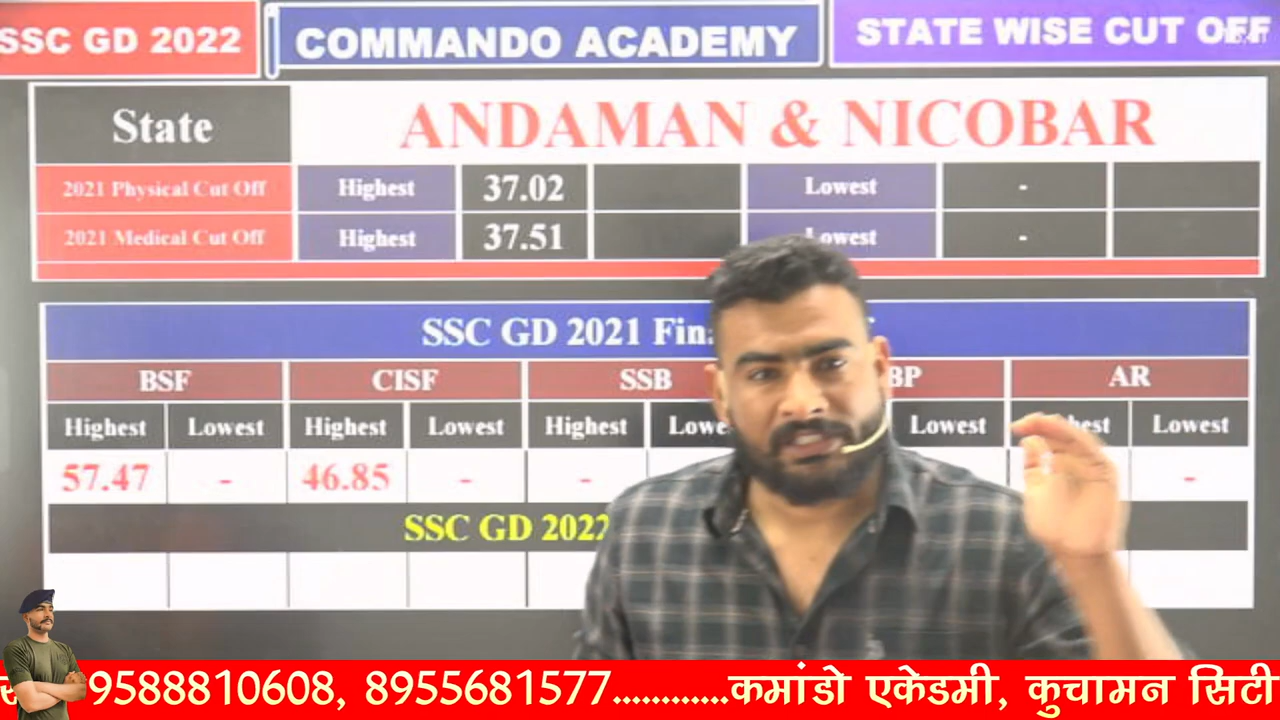 SSC GD 2022 COMMANDO ACADEMY STATE WISE CUT OFF
State ANDAMAN & NICOBAR
2021 Physical Cut Off Highest 37.02 Lowest -
2021 Medical Cut Off Highest 37.51 Lowest -
SSC GD 2021
BSF CISF SSB BP AR
Highest Lowest Highest Lowest Highest Lowest Lowest
57.47 - 46.85 - - -
SSC GD 2022
9588810608, 8955681577............कमांडो एकेडमी, कुचामन सिटी